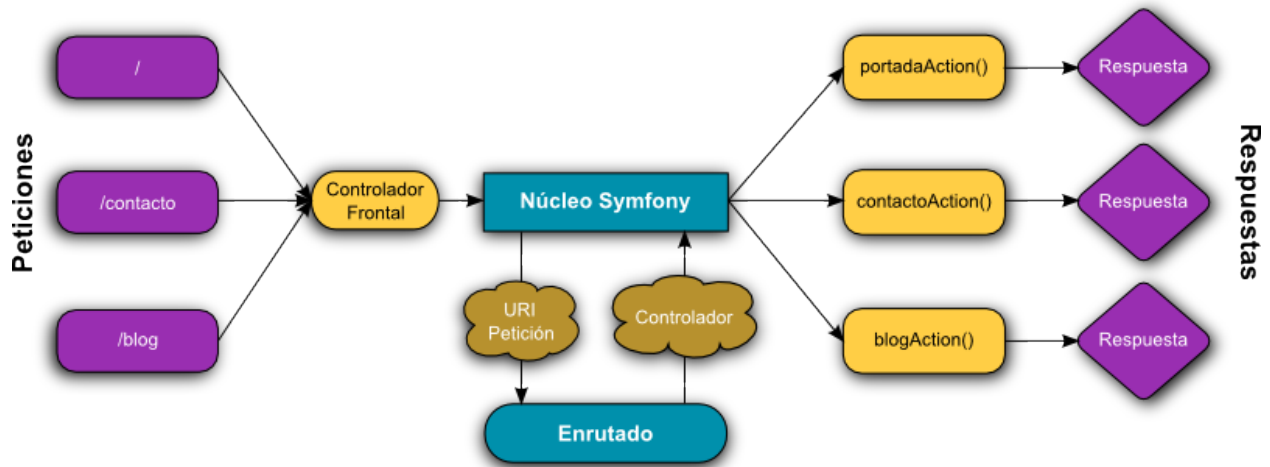 Peticiones
/
/contacto
/blog
Controlador
Frontal
Núcleo Symfony
URI
Petición
Controlador
Enrutado
portadaAction()
contactoAction()
blogAction()
Respuesta
Respuesta
Respuesta
Respuestas